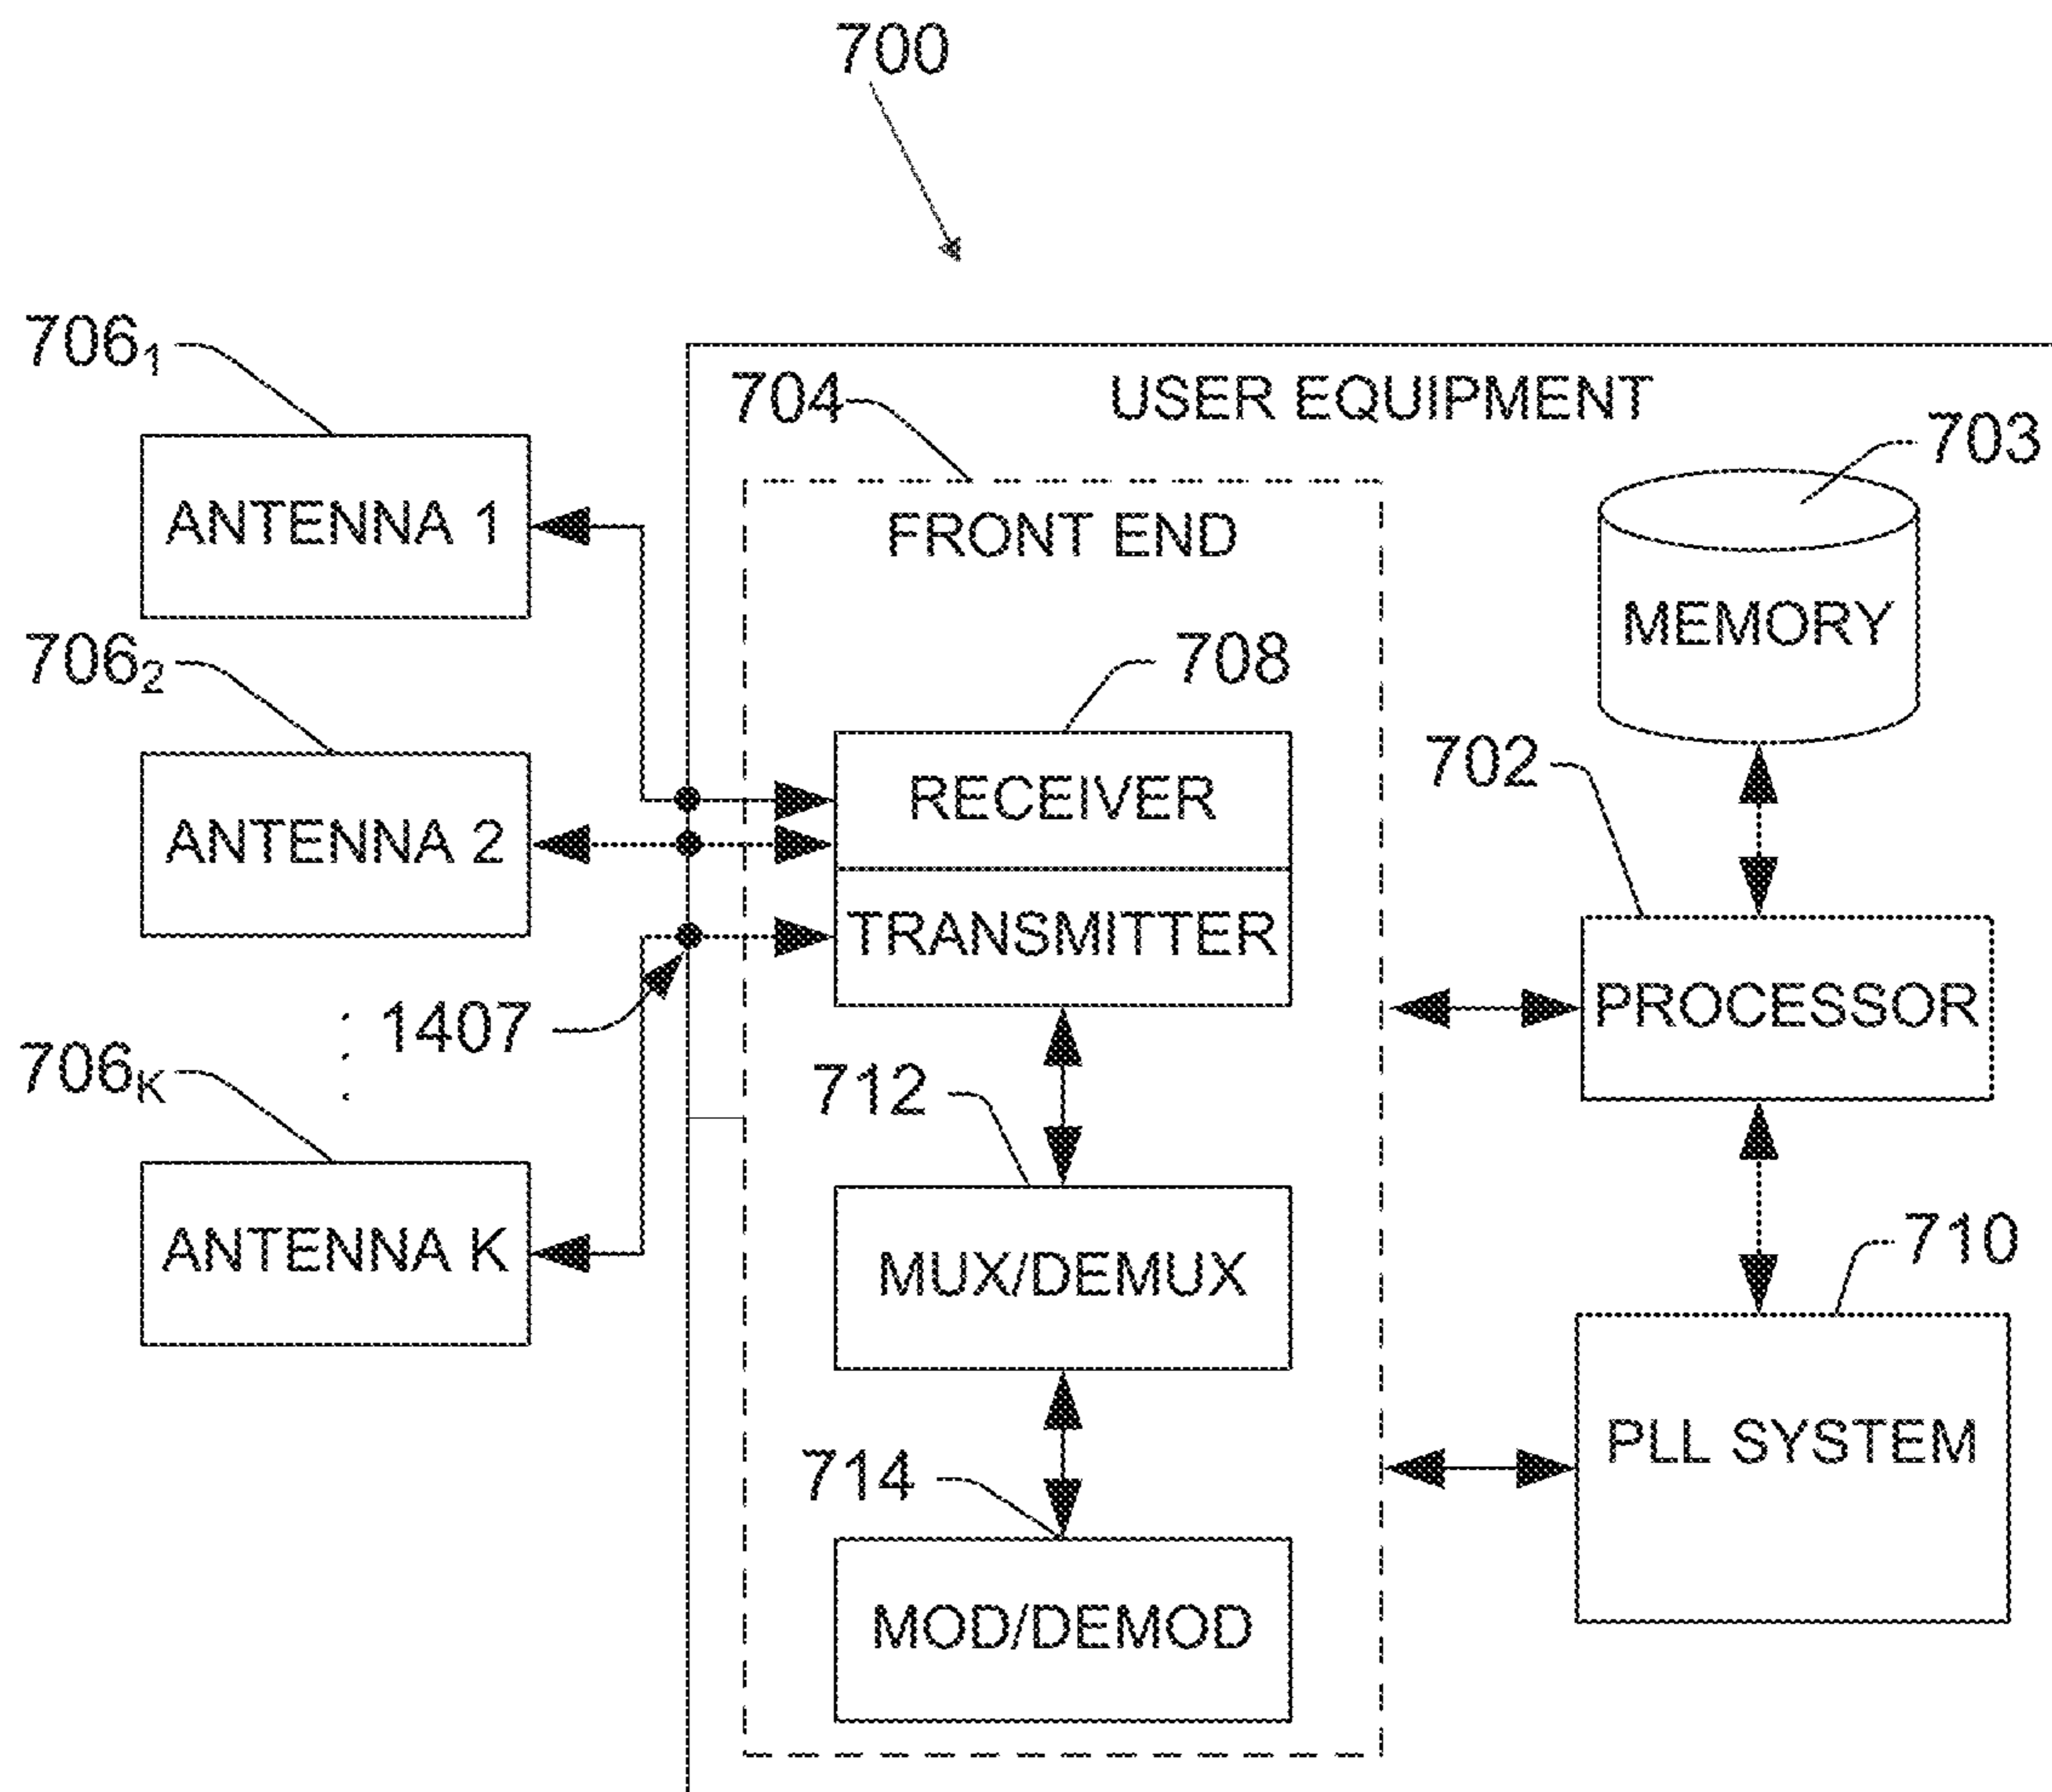 700
706₁
704
USER EQUIPMENT
703
ANTENNA 1
FRONT END
MEMORY
706₂
708
702
RECEIVER
ANTENNA 2
TRANSMITTER
PROCESSOR
1407
706K
712
ANTENNA K
MUX/DEMUX
710
PLL SYSTEM
714
MOD/DEMOD